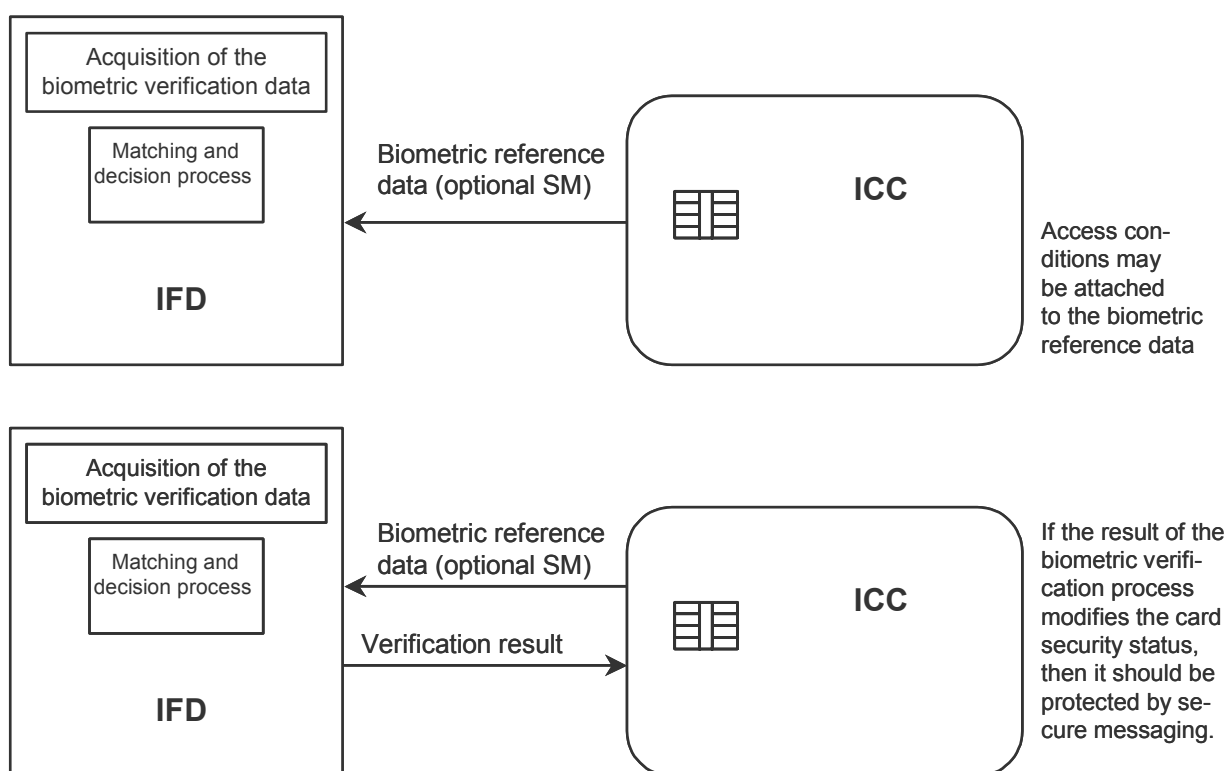 Acquisition of the
biometric verification data
Matching and
decision process
IFD
Biometric reference
data (optional SM)
ICC
Access con-
ditions may
be attached
to the biometric
reference data
Acquisition of the
biometric verification data
Matching and
decision process
IFD
Biometric reference
data (optional SM)
Verification result
ICC
If the result of the
biometric verifi-
cation process
modifies the card
security status,
then it should be
protected by se-
cure messaging.